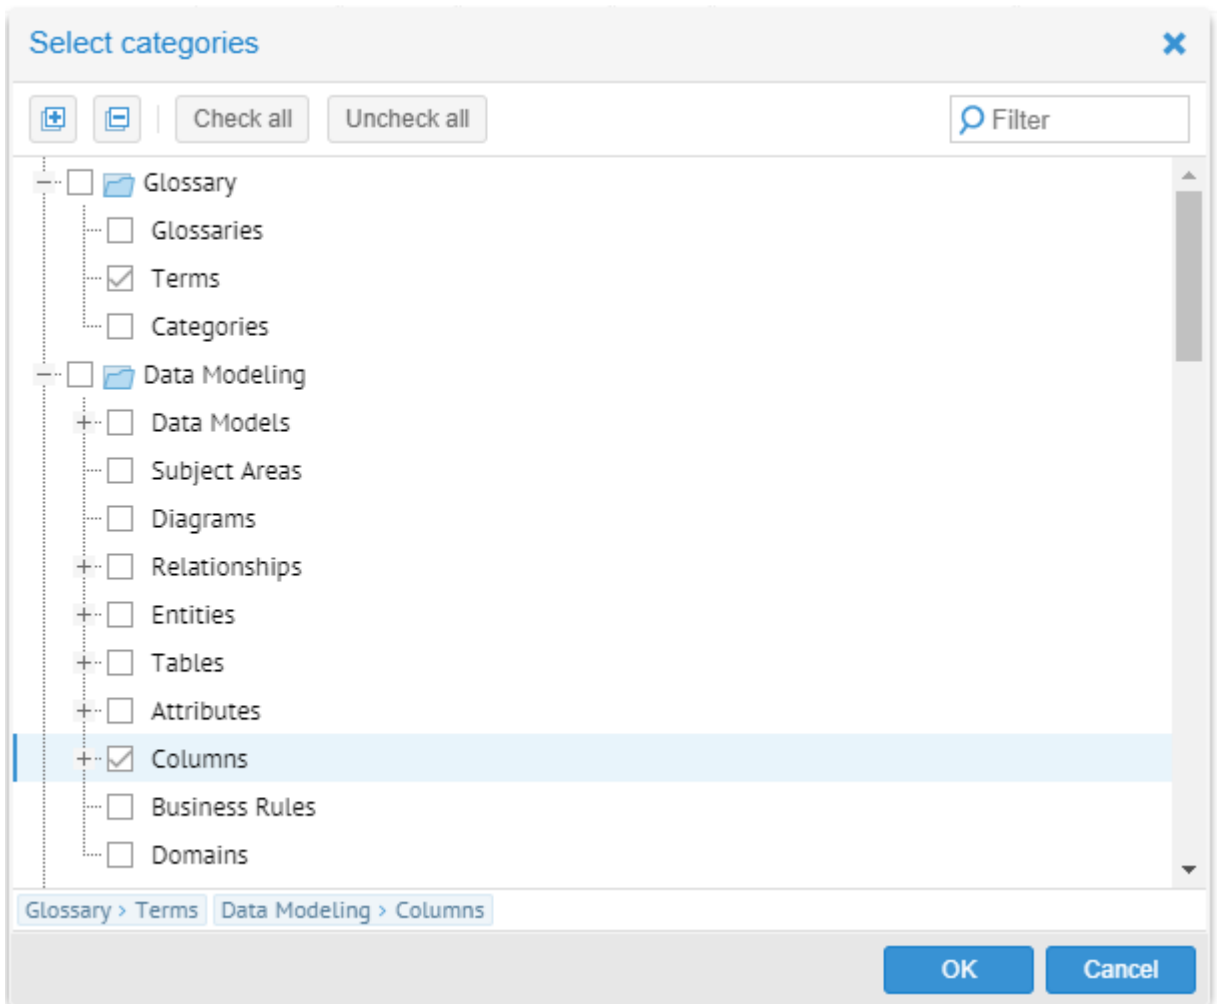 Select categories
Check all Uncheck all Filter
Glossary
Glossaries
Terms
Categories
Data Modeling
Data Models
Subject Areas
Diagrams
Relationships
Entities
Tables
Attributes
Columns
Business Rules
Domains
Glossary > Terms Data Modeling > Columns
OK Cancel